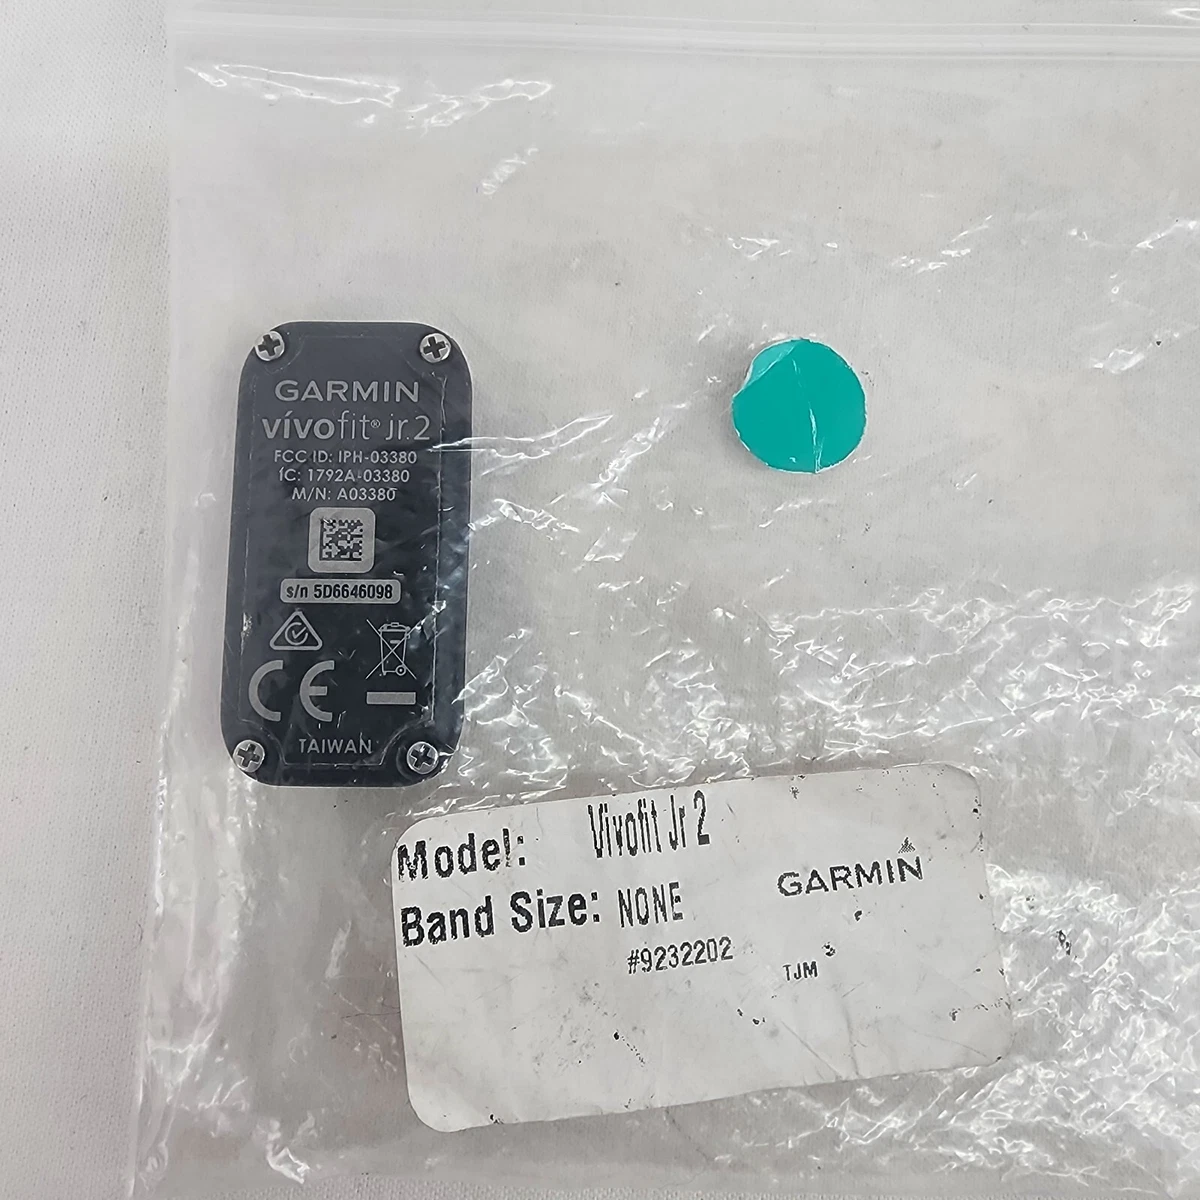 GARMIN
vívofit® jr.2
FCC ID: IPH-03380
IC: 1792A-03380
M/N: A03380
s/n 5D6646098
CE
TAIWAN
Model: Vivofit Jr 2
Band Size: NONE
GARMIN
#9232202
TJM